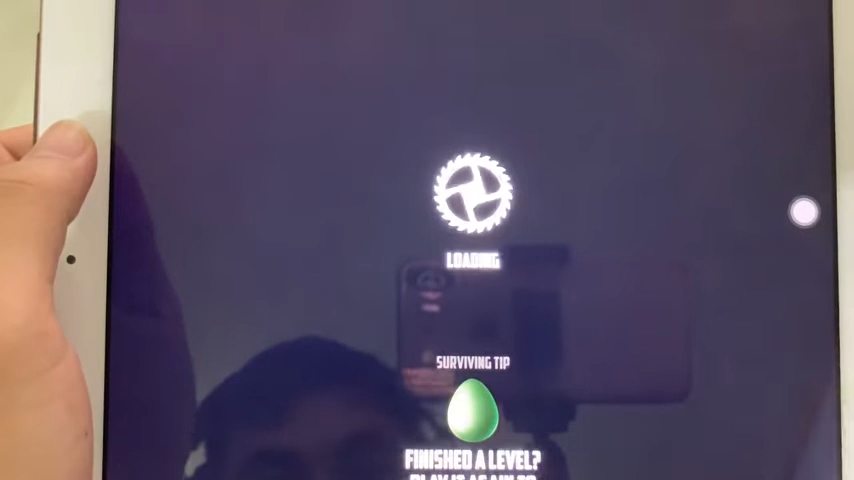 LOADING
SURVIVING TIP
FINISHED A LEVEL?
PLAY IT AGAIN TO